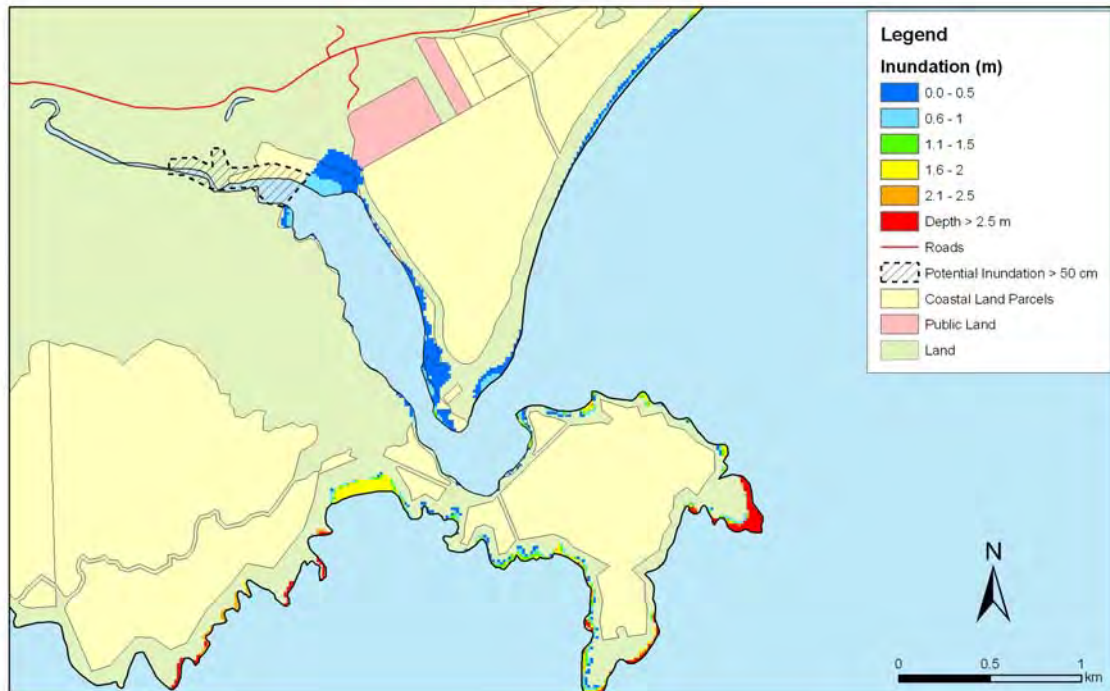 Legend
Inundation (m)
0.0 - 0.5
0.6 - 1
1.1 - 1.5
1.6 - 2
2.1 - 2.5
Depth > 2.5 m
Roads
Potential Inundation > 50 cm
Coastal Land Parcels
Public Land
Land
N
0 0.5 1
km